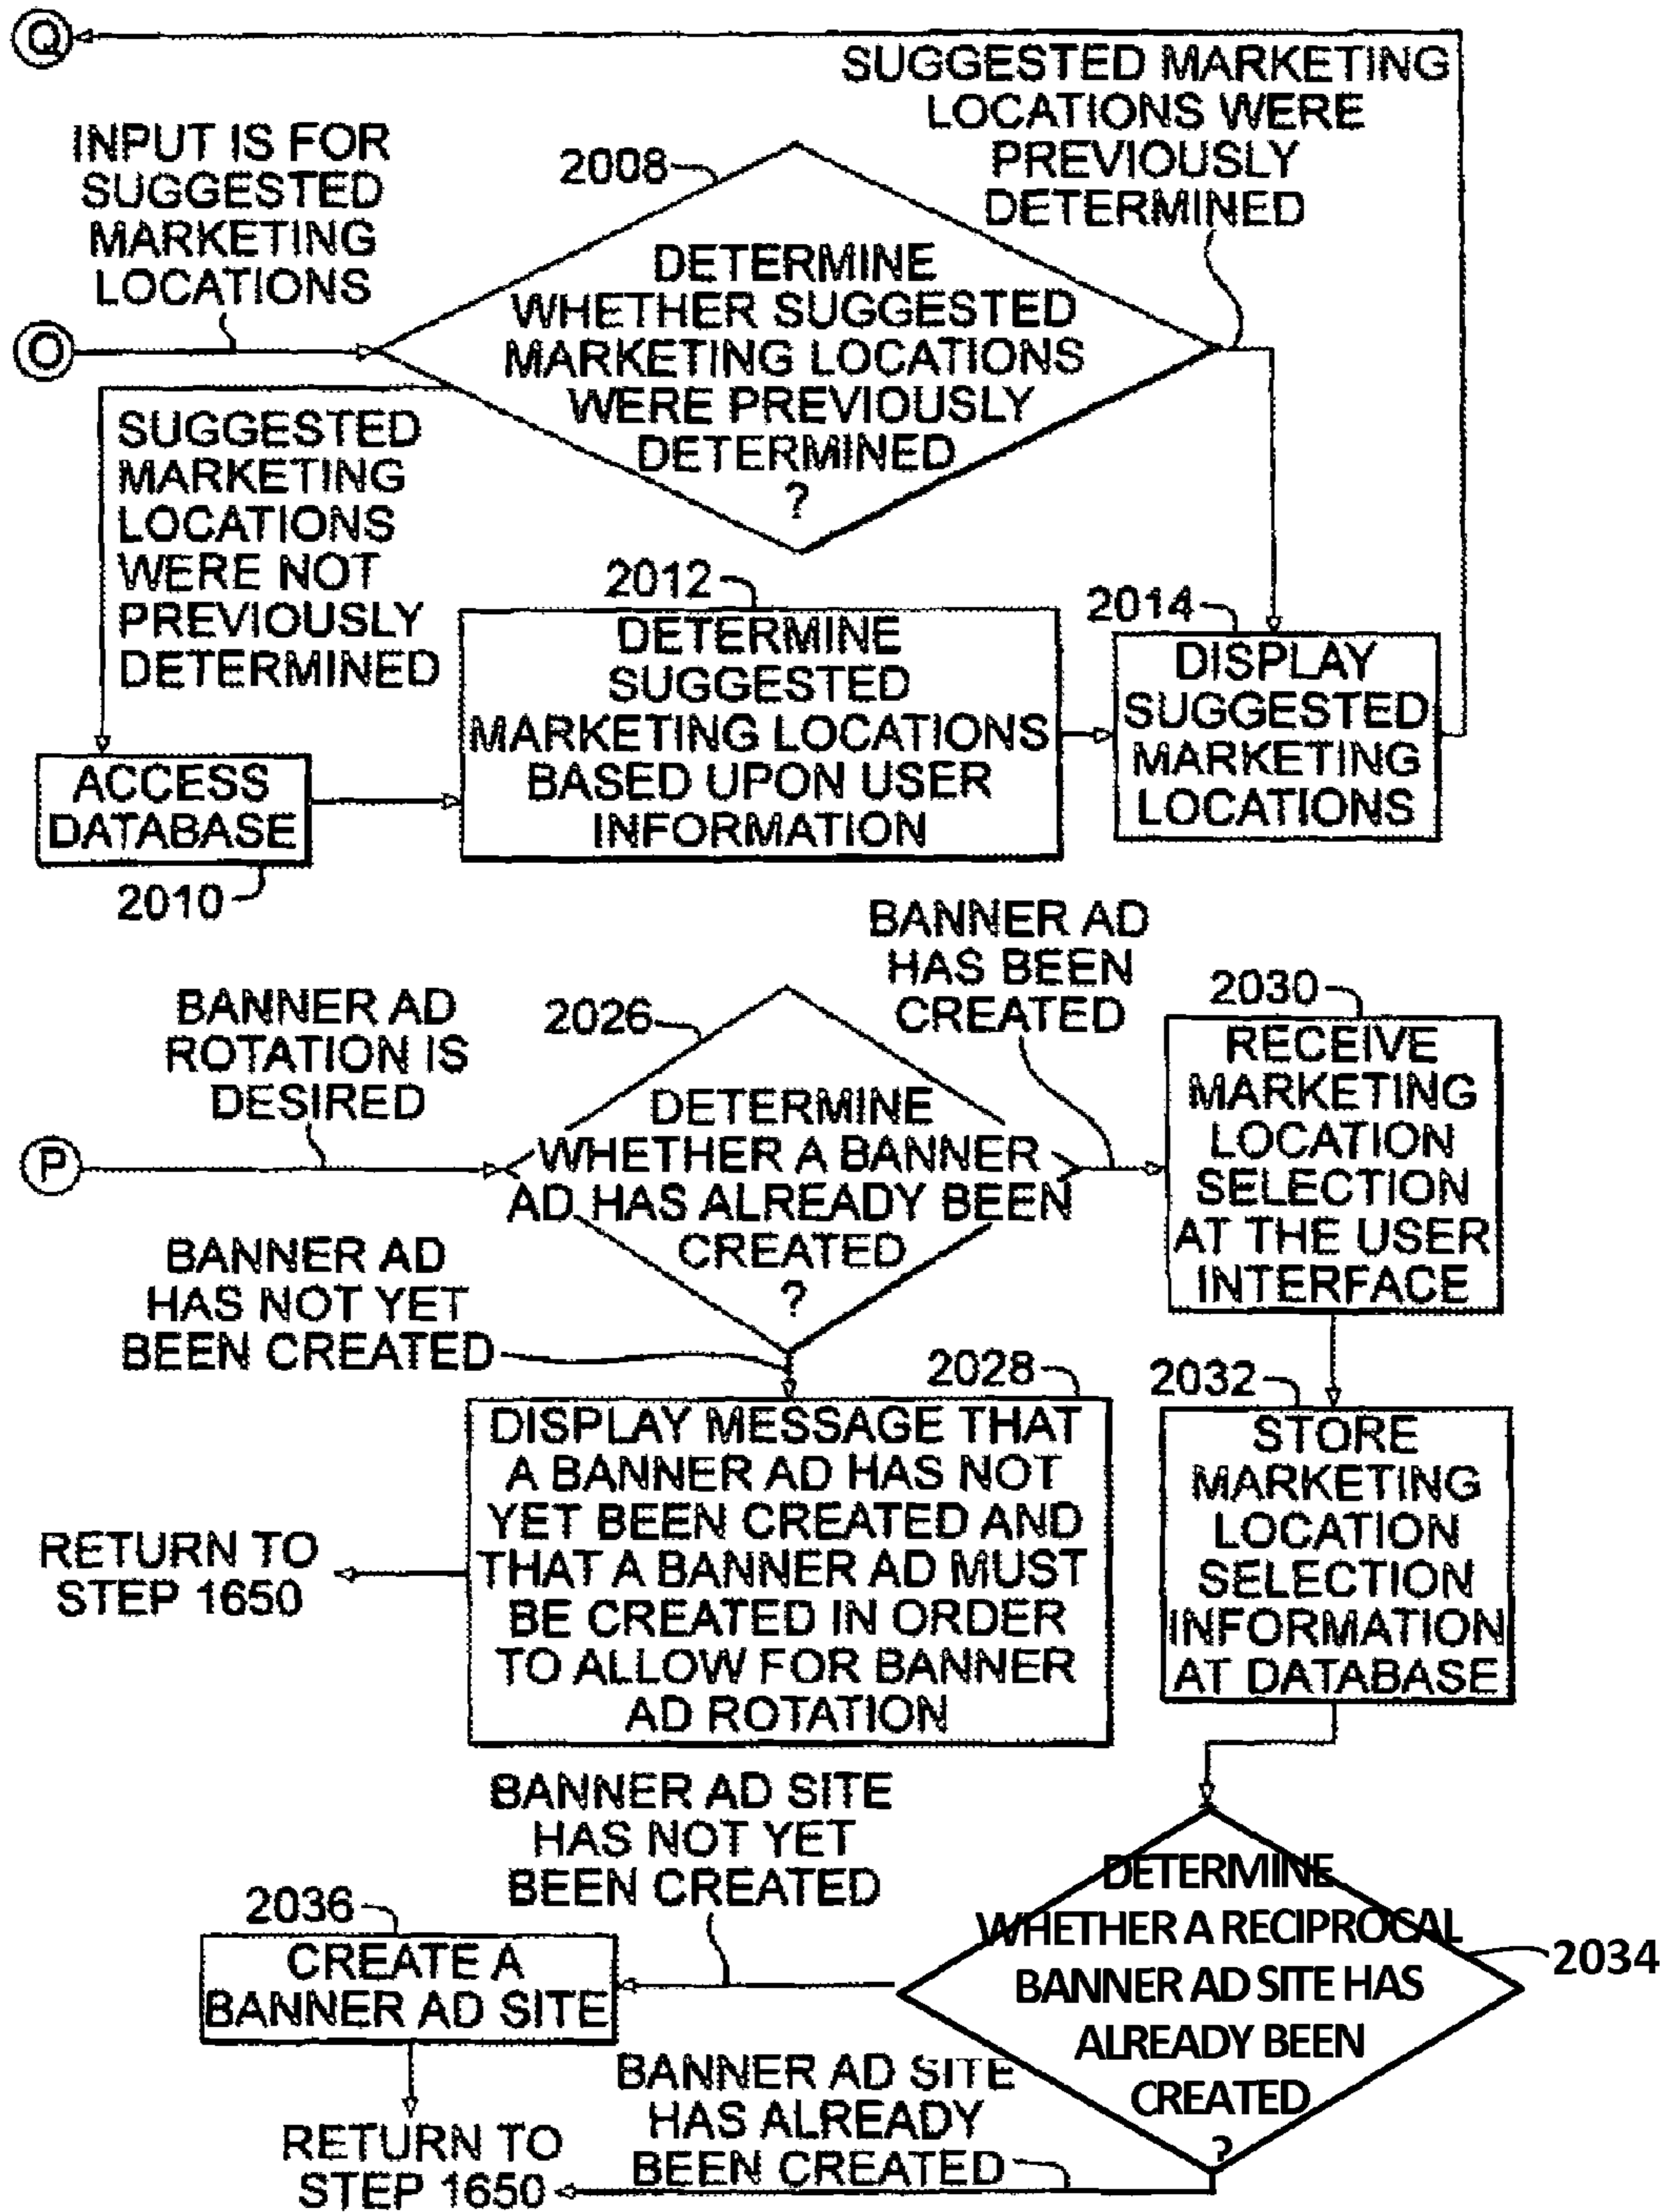 Q
SUGGESTED MARKETING
LOCATIONS WERE
PREVIOUSLY
DETERMINED
INPUT IS FOR
SUGGESTED
MARKETING
LOCATIONS
2008
O
DETERMINE
WHETHER SUGGESTED
MARKETING LOCATIONS
WERE PREVIOUSLY
DETERMINED
?
SUGGESTED
MARKETING
LOCATIONS
WERE NOT
PREVIOUSLY
DETERMINED
2012
DETERMINE
SUGGESTED
MARKETING LOCATIONS
BASED UPON USER
INFORMATION
2014
DISPLAY
SUGGESTED
MARKETING
LOCATIONS
ACCESS
DATABASE
2010
BANNER AD
HAS BEEN
CREATED
BANNER AD
ROTATION IS
DESIRED
2026
P
DETERMINE
WHETHER A BANNER
AD HAS ALREADY BEEN
CREATED
?
2030
RECEIVE
MARKETING
LOCATION
SELECTION
AT THE USER
INTERFACE
BANNER AD
HAS NOT YET
BEEN CREATED
2028
DISPLAY MESSAGE THAT
A BANNER AD HAS NOT
YET BEEN CREATED AND
THAT A BANNER AD MUST
BE CREATED IN ORDER
TO ALLOW FOR BANNER
AD ROTATION
RETURN TO
STEP 1650
2032
STORE
MARKETING
LOCATION
SELECTION
INFORMATION
AT DATABASE
BANNER AD SITE
HAS NOT YET
BEEN CREATED
DETERMINE
WHETHER A RECIPROCAL
BANNER AD SITE HAS
ALREADY BEEN
CREATED
?
2034
2036
CREATE A
BANNER AD SITE
BANNER AD SITE
HAS ALREADY
BEEN CREATED
RETURN TO
STEP 1650